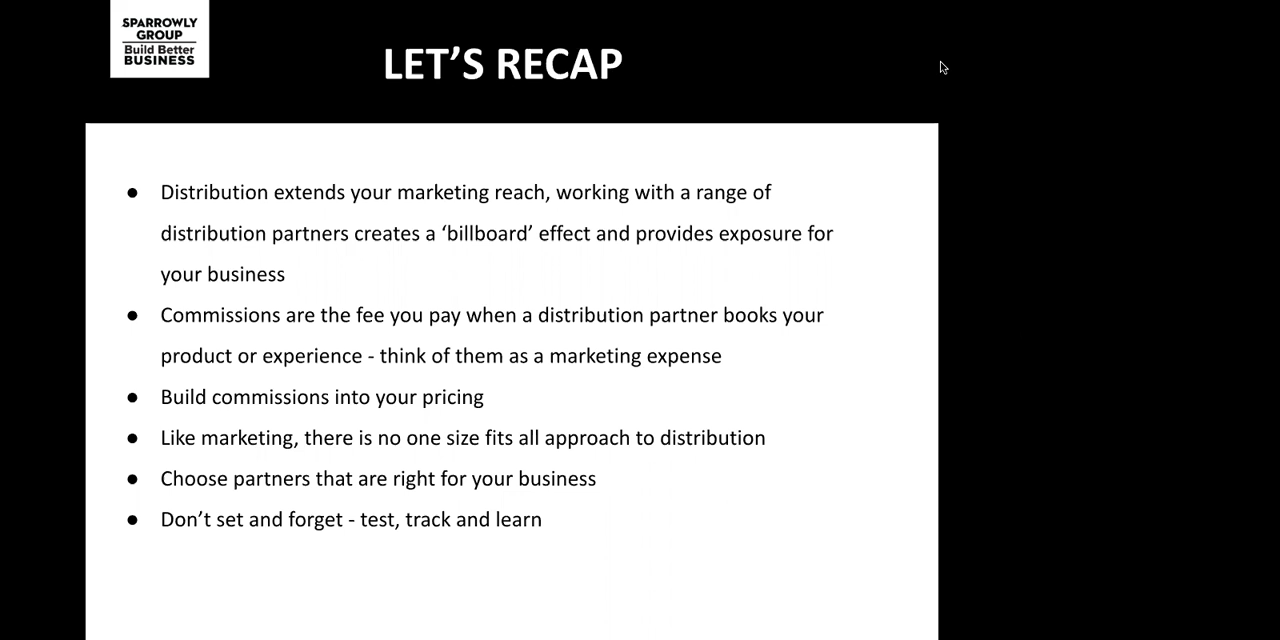 SPARROWLY
GROUP
Build Better
BUSINESS
LET’S RECAP
● Distribution extends your marketing reach, working with a range of
distribution partners creates a ‘billboard’ effect and provides exposure for
your business
● Commissions are the fee you pay when a distribution partner books your
product or experience - think of them as a marketing expense
● Build commissions into your pricing
● Like marketing, there is no one size fits all approach to distribution
● Choose partners that are right for your business
● Don’t set and forget - test, track and learn